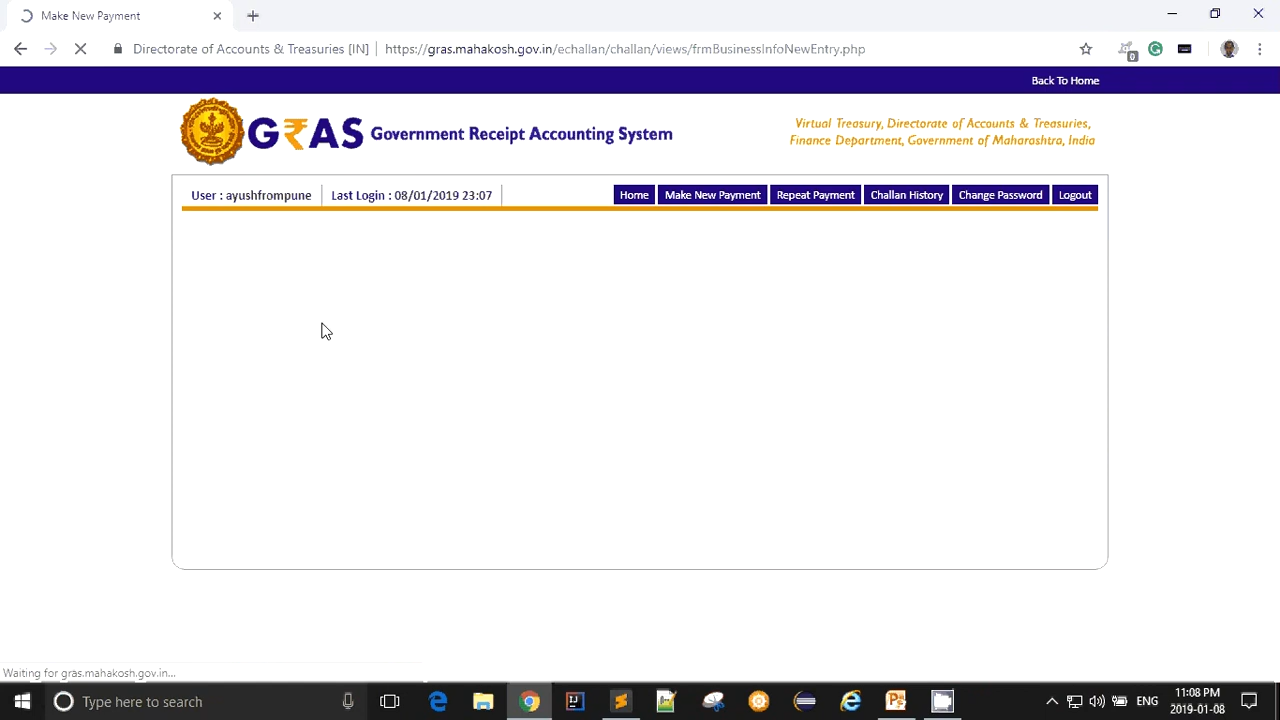 Make New Payment
Directorate of Accounts & Treasuries [IN] | https://gras.mahakosh.gov.in/echallan/challan/views/frmBusinessInfoNewEntry.php
0
Back To Home
G₹AS Government Receipt Accounting System
Virtual Treasury, Directorate of Accounts & Treasuries,
Finance Department, Government of Maharashtra, India
User : ayushfrompune
Last Login : 08/01/2019 23:07
Home
Make New Payment
Repeat Payment
Challan History
Change Password
Logout
Waiting for gras.mahakosh.gov.in...
Type here to search
ENG
11:08 PM
2019-01-08